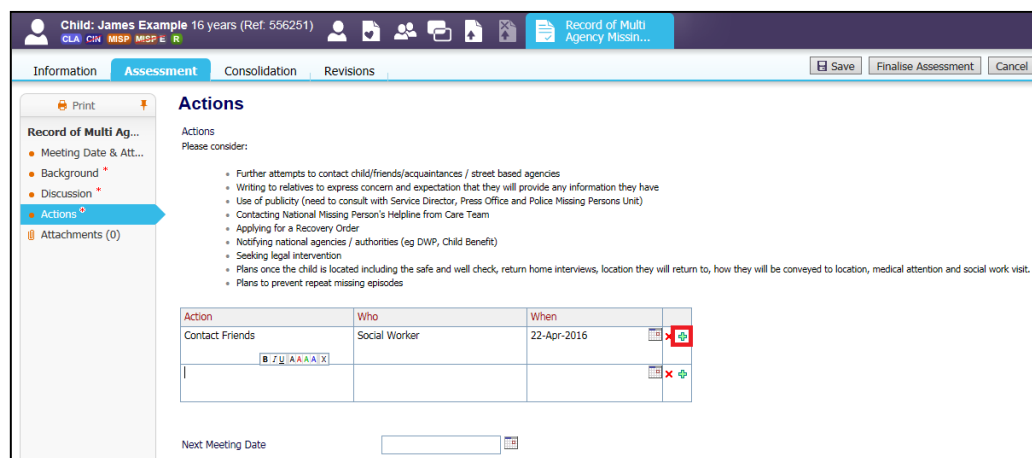 Child: James Example 16 years (Ref: 556251)
CLA CIN MISP MISP E R
Record of Multi
Agency Missin...
Information Assessment Consolidation Revisions
Save Finalise Assessment Cancel
Print
Record of Multi Ag...
Meeting Date & Att...
Background *
Discussion *
Actions *
Attachments (0)
Actions
Actions
Please consider:
Further attempts to contact child/friends/acquaintances / street based agencies
Writing to relatives to express concern and expectation that they will provide any information they have
Use of publicity (need to consult with Service Director, Press Office and Police Missing Persons Unit)
Contacting National Missing Person's Helpline from Care Team
Applying for a Recovery Order
Notifying national agencies / authorities (eg DWP, Child Benefit)
Seeking legal intervention
Plans once the child is located including the safe and well check, return home interviews, location they will return to, how they will be conveyed to location, medical attention and social work visit.
Plans to prevent repeat missing episodes
Action Who When
Contact Friends Social Worker 22-Apr-2016
B I U A A A A X
Next Meeting Date